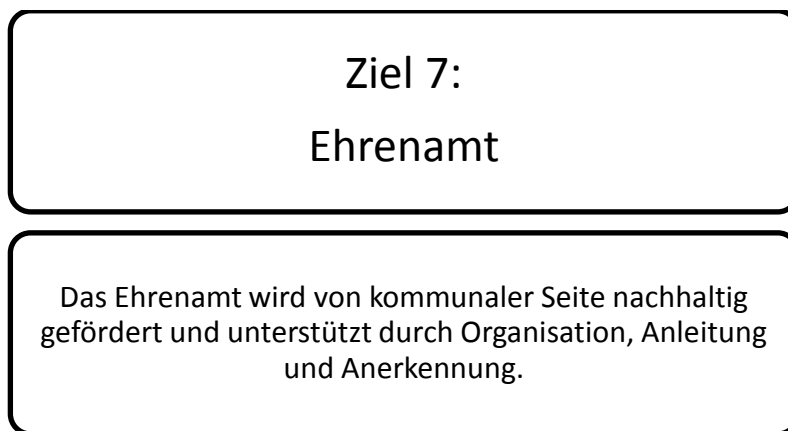 Ziel 7:
Ehrenamt
Das Ehrenamt wird von kommunaler Seite nachhaltig
gefördert und unterstützt durch Organisation, Anleitung
und Anerkennung.